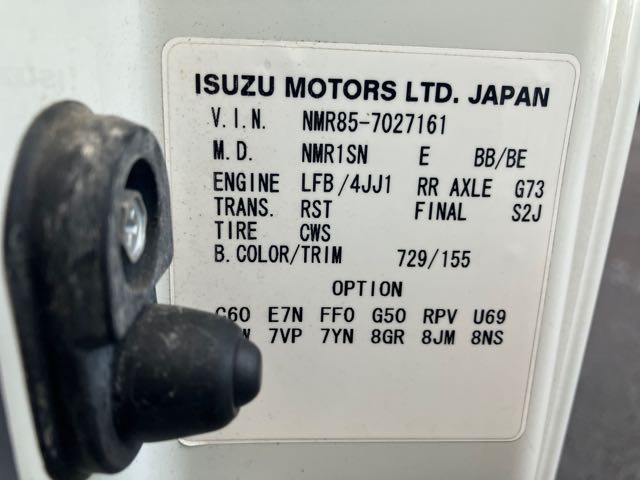 ISUZU MOTORS LTD. JAPAN
V.I.N. NMR85-7027161
M.D. NMR1SN E BB/BE
ENGINE LFB/4JJ1 RR AXLE G73
TRANS. RST FINAL S2J
TIRE CWS
B.COLOR/TRIM 729/155
OPTION
E7N FF0 G50 RPV U69
7VP 7YN 8GR 8JM 8NS